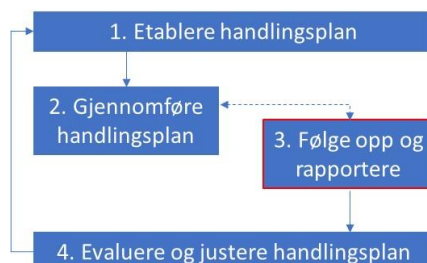 1. Etablere handlingsplan
2. Gjennomføre
handlingsplan
3. Følge opp og
rapportere
4. Evaluere og justere handlingsplan